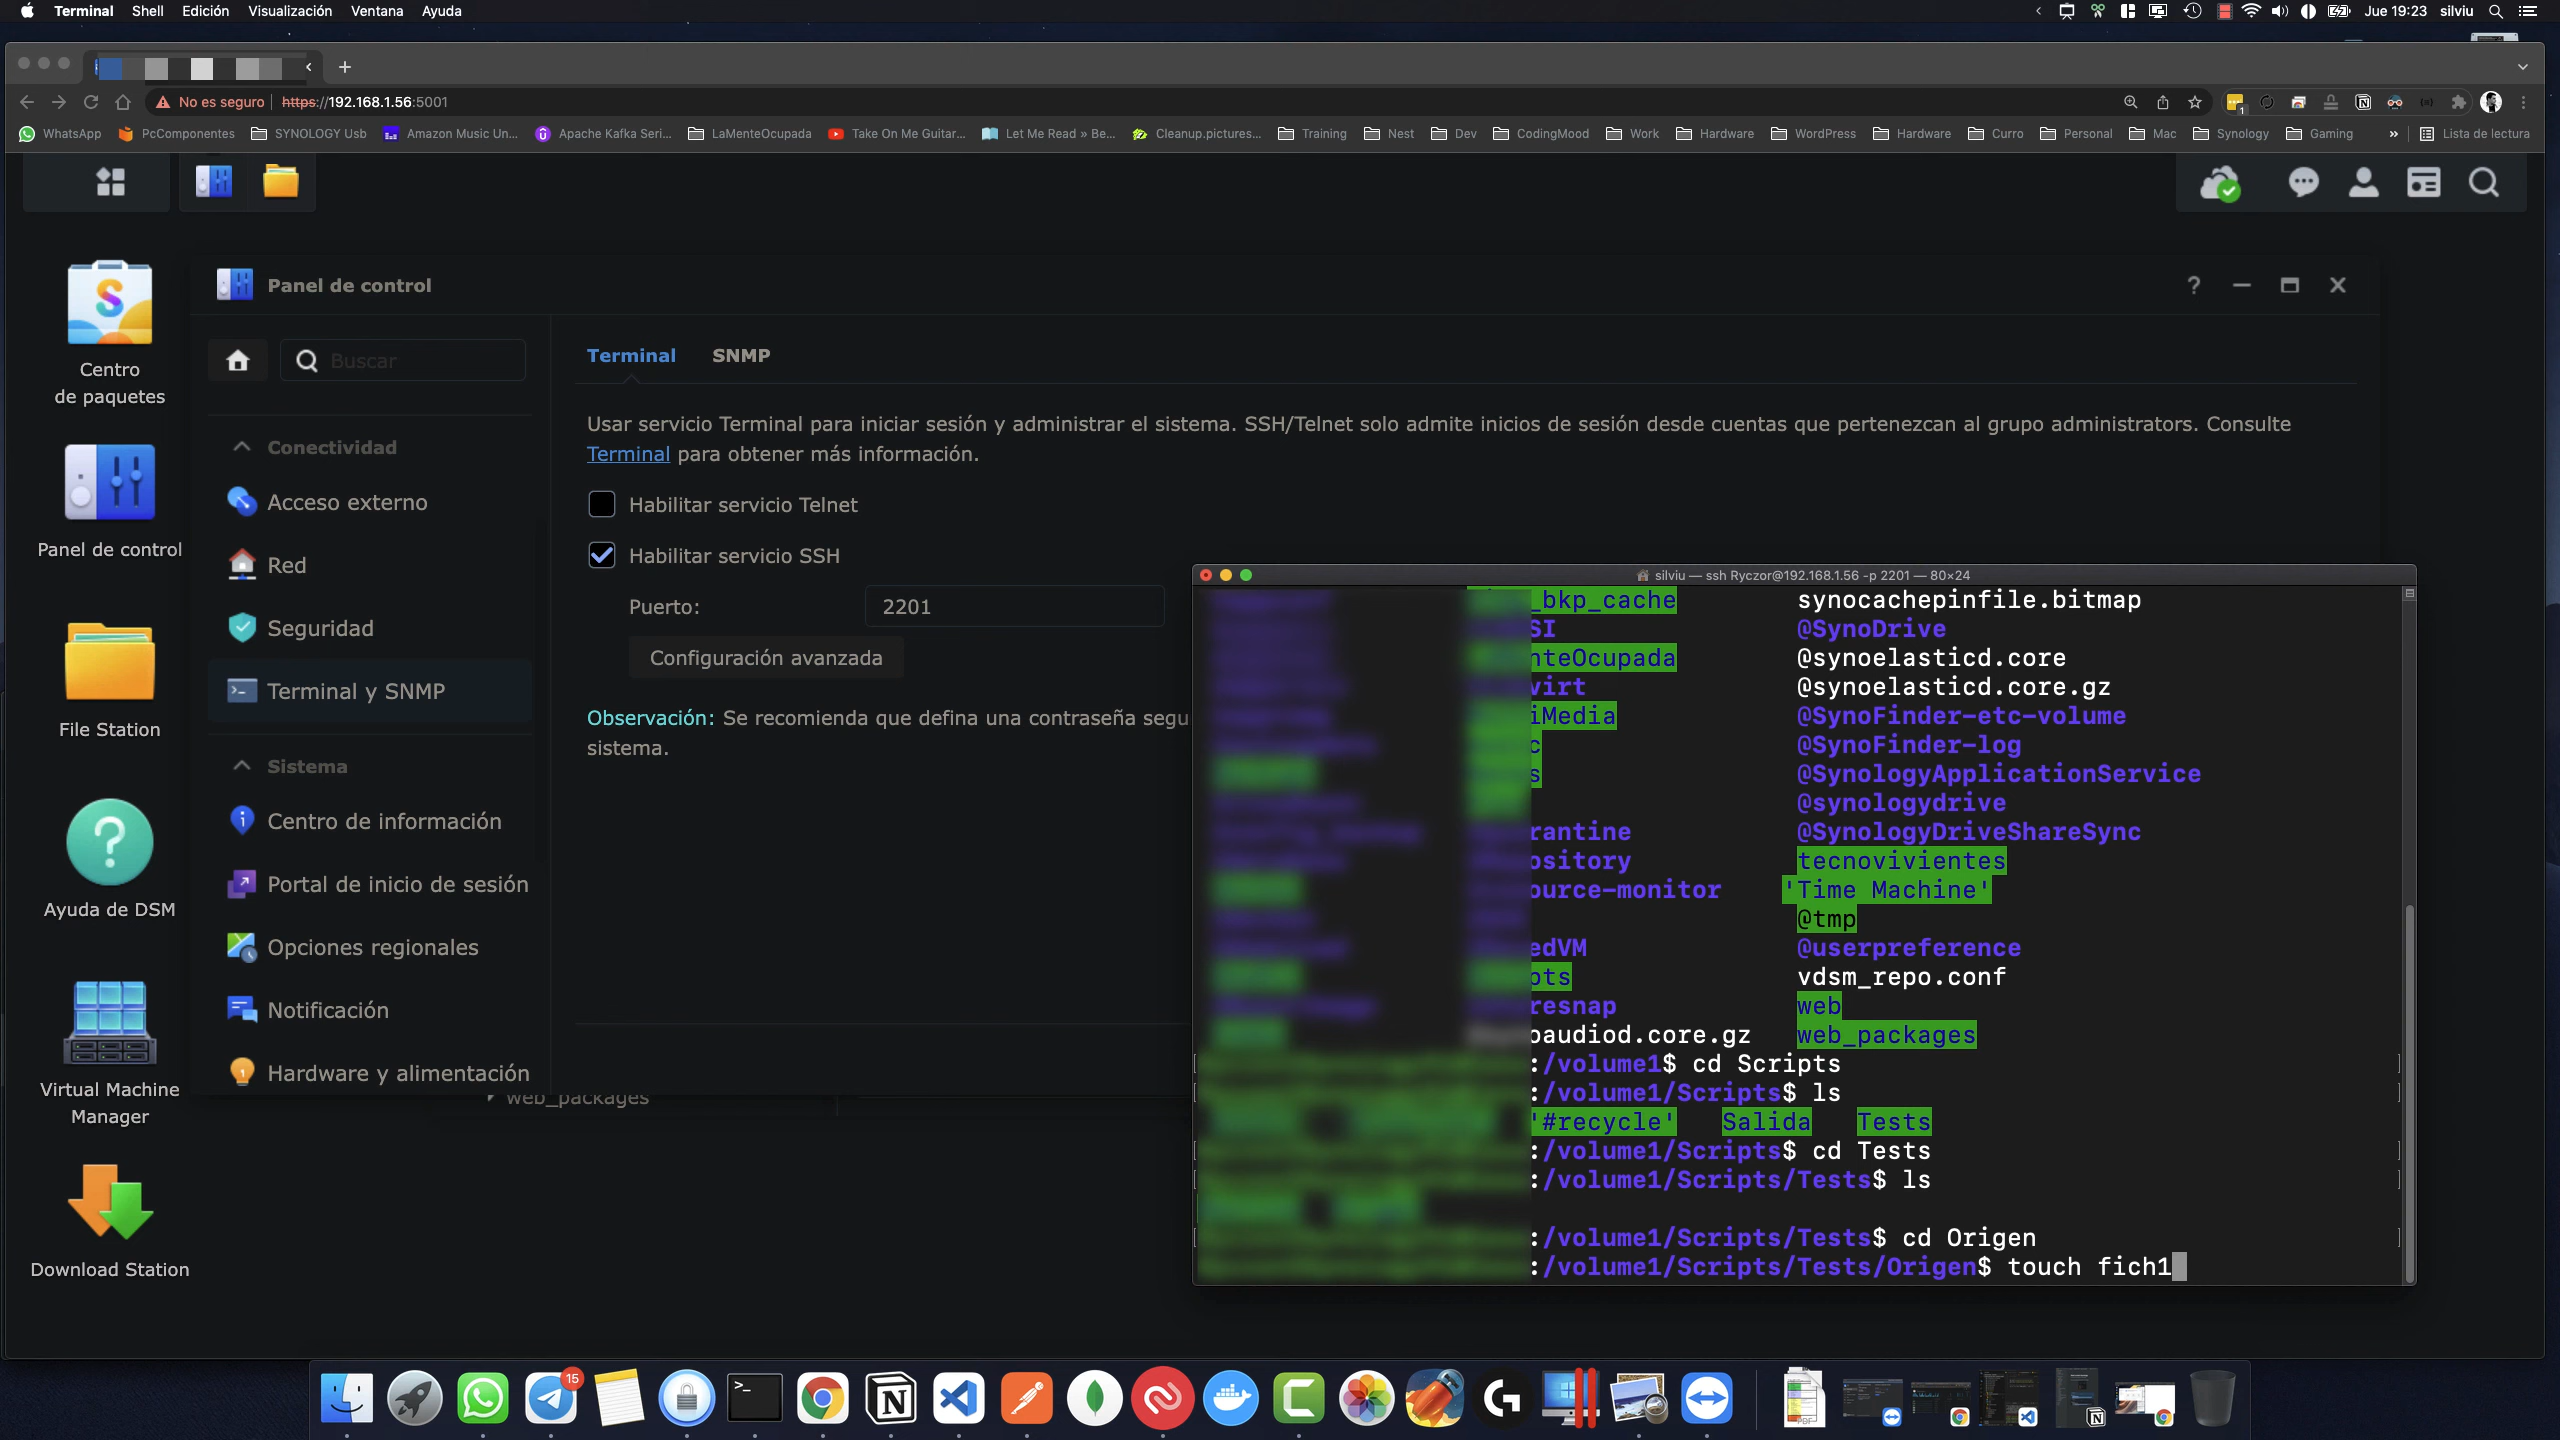 Terminal Shell Edición Visualización Ventana Ayuda
Jue 19:23 silviu
No es seguro https://192.168.1.56:5001
WhatsApp PcComponentes SYNOLOGY Usb Amazon Music Un... Apache Kafka Seri... LaMenteOcupada Take On Me Guitar... Let Me Read » Be... Cleanup.pictures... Training Nest Dev CodingMood Work Hardware WordPress Hardware Curro Personal Mac Synology Gaming » Lista de lectura
Centro
de paquetes
Panel de control
File Station
Ayuda de DSM
Virtual Machine
Manager
Download Station
Panel de control
Buscar
Conectividad
Acceso externo
Red
Seguridad
Terminal y SNMP
Sistema
Centro de información
Portal de inicio de sesión
Opciones regionales
Notificación
Hardware y alimentación
web_packages
Terminal SNMP
Usar servicio Terminal para iniciar sesión y administrar el sistema. SSH/Telnet solo admite inicios de sesión desde cuentas que pertenezcan al grupo administrators. Consulte
Terminal para obtener más información.
Habilitar servicio Telnet
Habilitar servicio SSH
Puerto: 2201
Configuración avanzada
Observación: Se recomienda que defina una contraseña segu
sistema.
silviu — ssh Ryczor@192.168.1.56 -p 2201 — 80×24
_bkp_cache synocachepinfile.bitmap
SI @SynoDrive
nteOcupada @synoelasticd.core
virt @synoelasticd.core.gz
iMedia @SynoFinder-etc-volume
c @SynoFinder-log
s @SynologyApplicationService
@synologydrive
rantine @SynologyDriveShareSync
ository tecnovivientes
ource-monitor 'Time Machine'
@tmp
edVM @userpreference
pts vdsm_repo.conf
resnap web
oaudiod.core.gz web_packages
:/volume1$ cd Scripts
:/volume1/Scripts$ ls
'#recycle' Salida Tests
:/volume1/Scripts$ cd Tests
:/volume1/Scripts/Tests$ ls
:/volume1/Scripts/Tests$ cd Origen
:/volume1/Scripts/Tests/Origen$ touch fich1
15